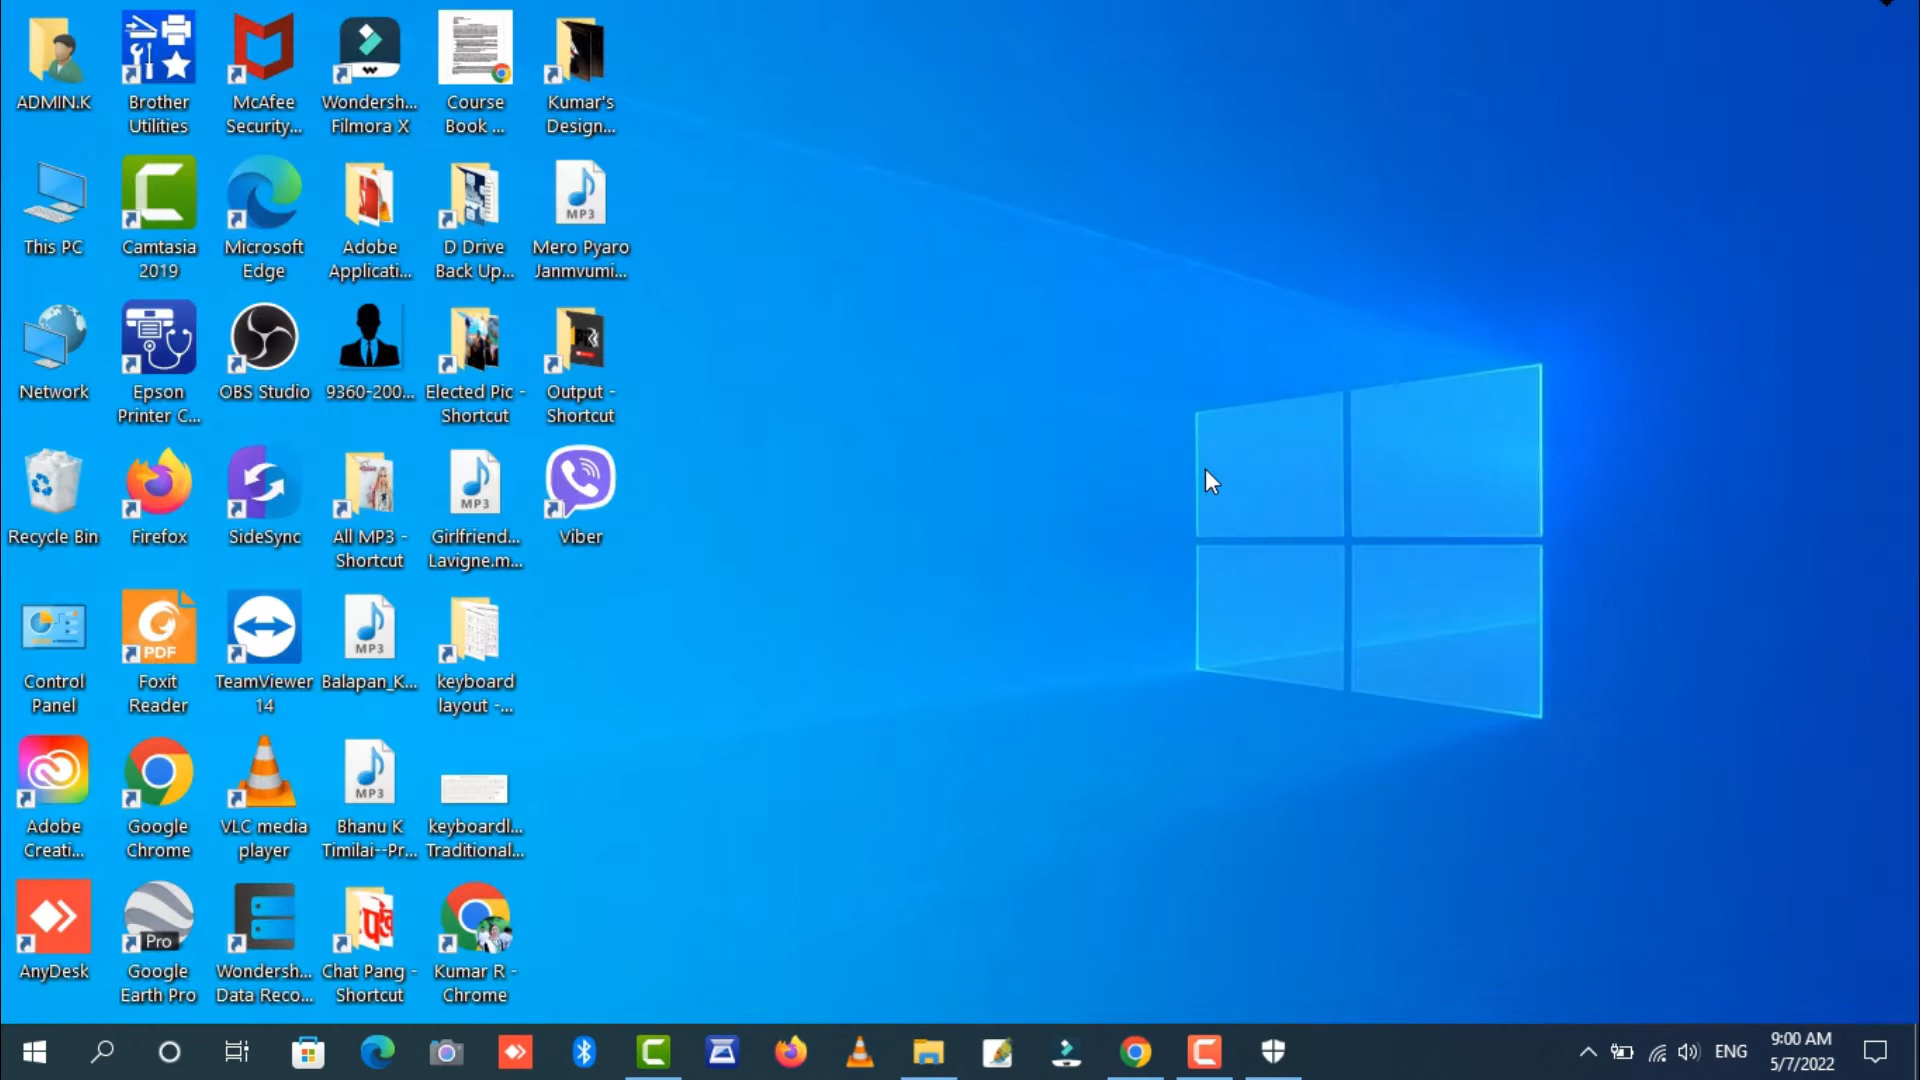 ADMIN.K
Brother
Utilities
McAfee
Security...
Wondersh...
Filmora X
Course
Book ...
Kumar's
Design...
This PC
Camtasia
2019
Microsoft
Edge
Adobe
Applicati...
D Drive
Back Up...
MP3
Mero Pyaro
Janmvumi...
Network
Epson
Printer C...
OBS Studio
9360-200...
Elected Pic -
Shortcut
Output -
Shortcut
Recycle Bin
Firefox
SideSync
All MP3 -
Shortcut
MP3
Girlfriend...
Lavigne.m...
Viber
Control
Panel
PDF
Foxit
Reader
TeamViewer
14
MP3
Balapan_K...
keyboard
layout -...
Adobe
Creati...
Google
Chrome
VLC media
player
MP3
Bhanu K
Timilai--Pr...
keyboardl...
Traditional...
AnyDesk
Pro
Google
Earth Pro
Wondersh...
Data Reco...
Chat Pang -
Shortcut
Kumar R -
Chrome
ENG
9:00 AM
5/7/2022